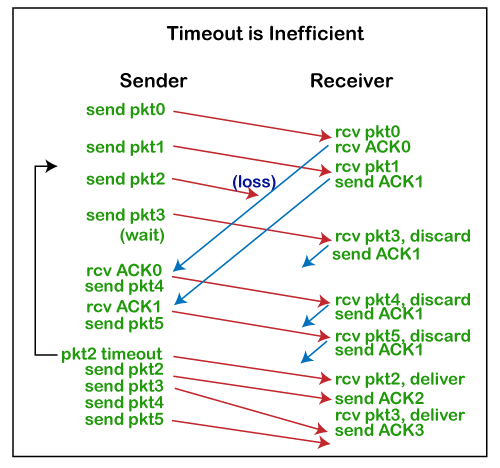 Timeout is Inefficient
Sender
Receiver
send pkt0
send pkt1
send pkt2
(loss)
send pkt3
(wait)
rcv ACK0
send pkt4
rcv ACK1
send pkt5
pkt2 timeout
send pkt2
send pkt3
send pkt4
send pkt5
rcv pkt0
rcv ACK0
rcv pkt1
send ACK1
rcv pkt3, discard
send ACK1
rcv pkt4, discard
send ACK1
rcv pkt5, discard
send ACK1
rcv pkt2, deliver
send ACK2
rcv pkt3, deliver
send ACK3